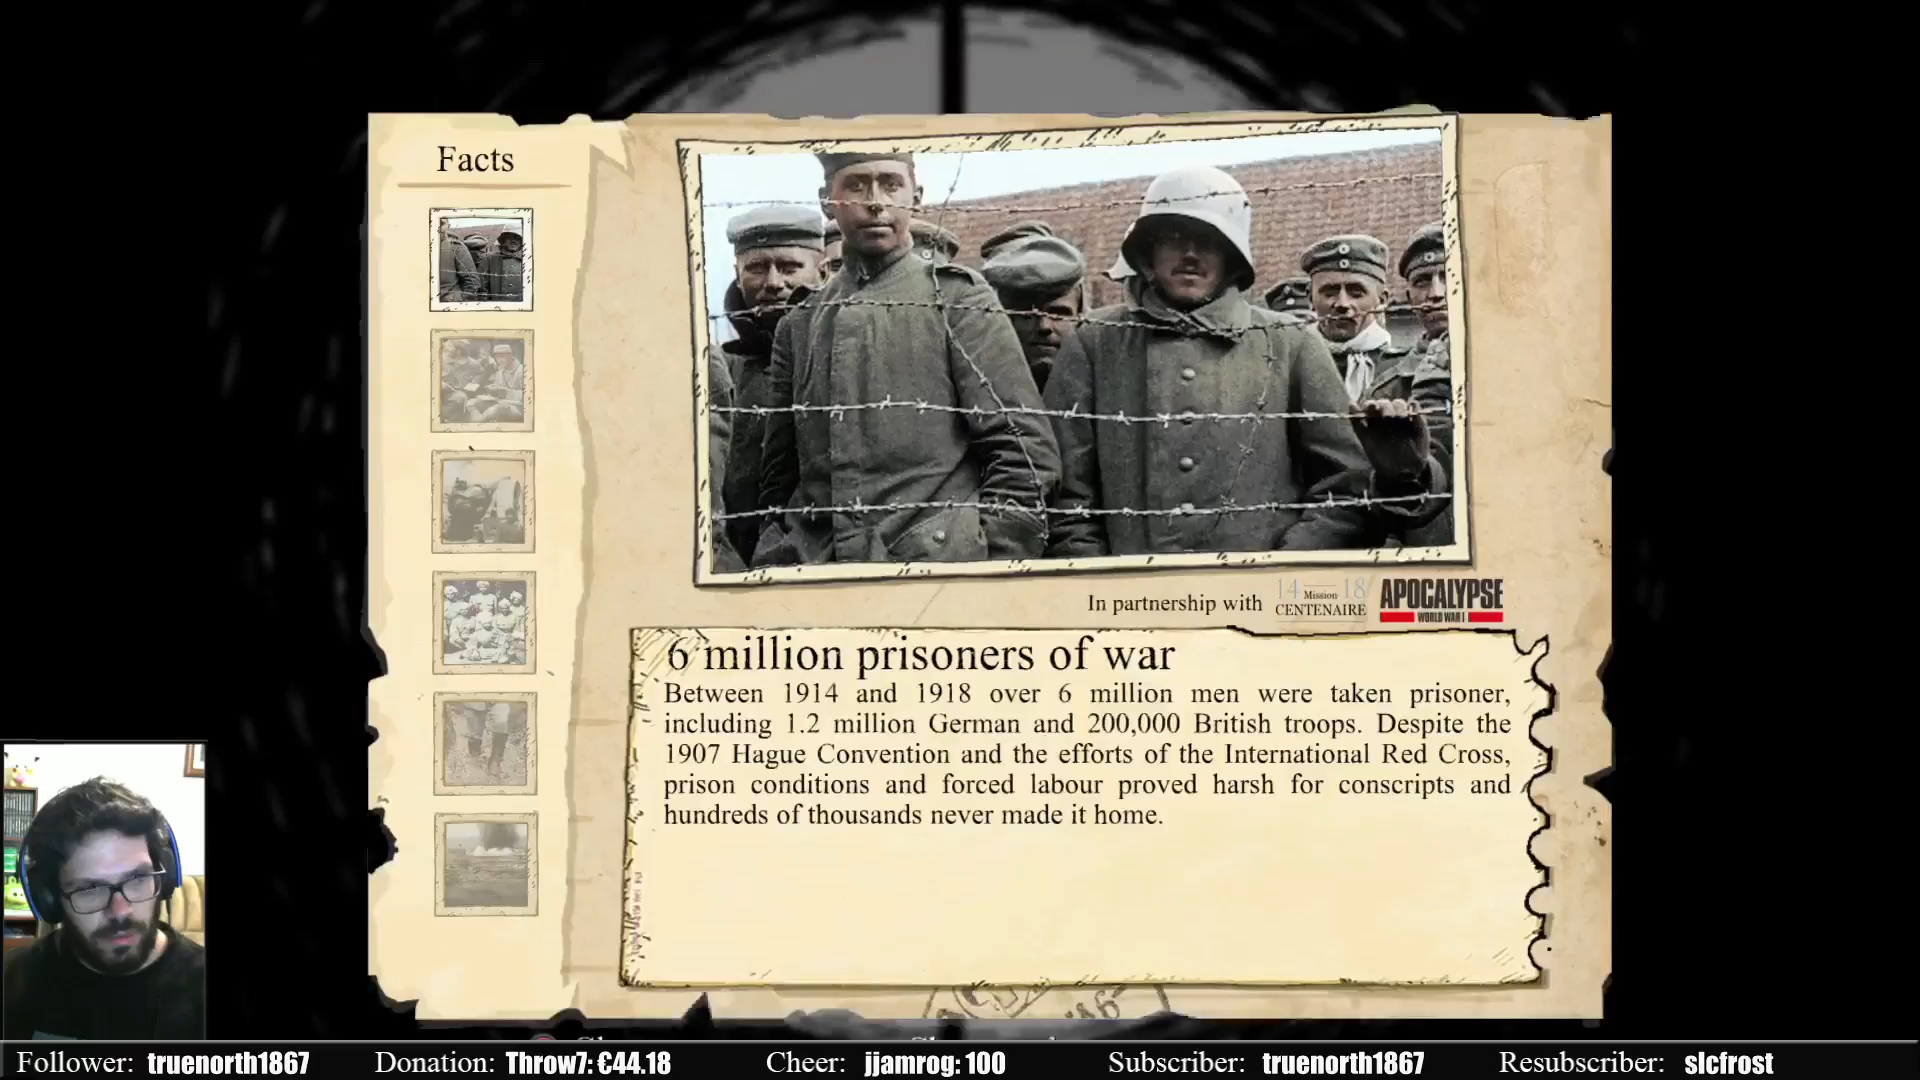 Facts
In partnership with
14 Mission 18
CENTENAIRE
APOCALYPSE
WORLD WAR I
6 million prisoners of war
Between 1914 and 1918 over 6 million men were taken prisoner,
including 1.2 million German and 200,000 British troops. Despite the
1907 Hague Convention and the efforts of the International Red Cross,
prison conditions and forced labour proved harsh for conscripts and
hundreds of thousands never made it home.
Follower: truenorth1867 Donation: Throw7: €44.18 Cheer: jjamrog: 100 Subscriber: truenorth1867 Resubscriber: slcfrost